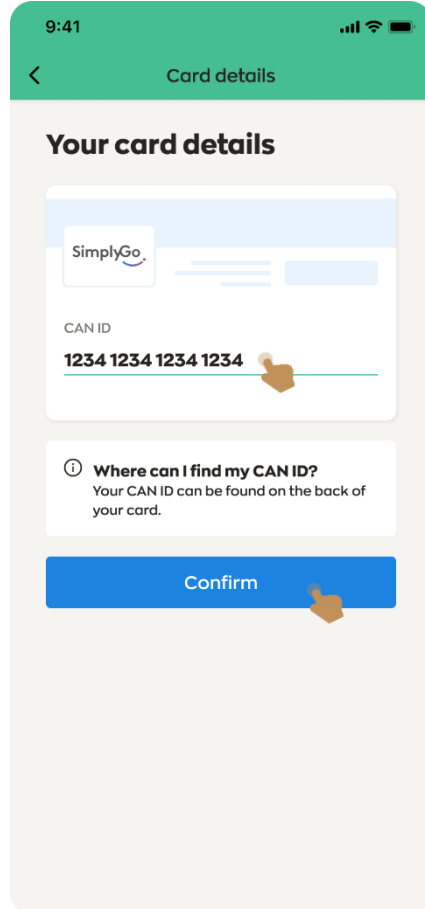 9:41
Card details
Your card details
SimplyGo.
CAN ID
1234 1234 1234 1234
Where can I find my CAN ID?
Your CAN ID can be found on the back of
your card.
Confirm